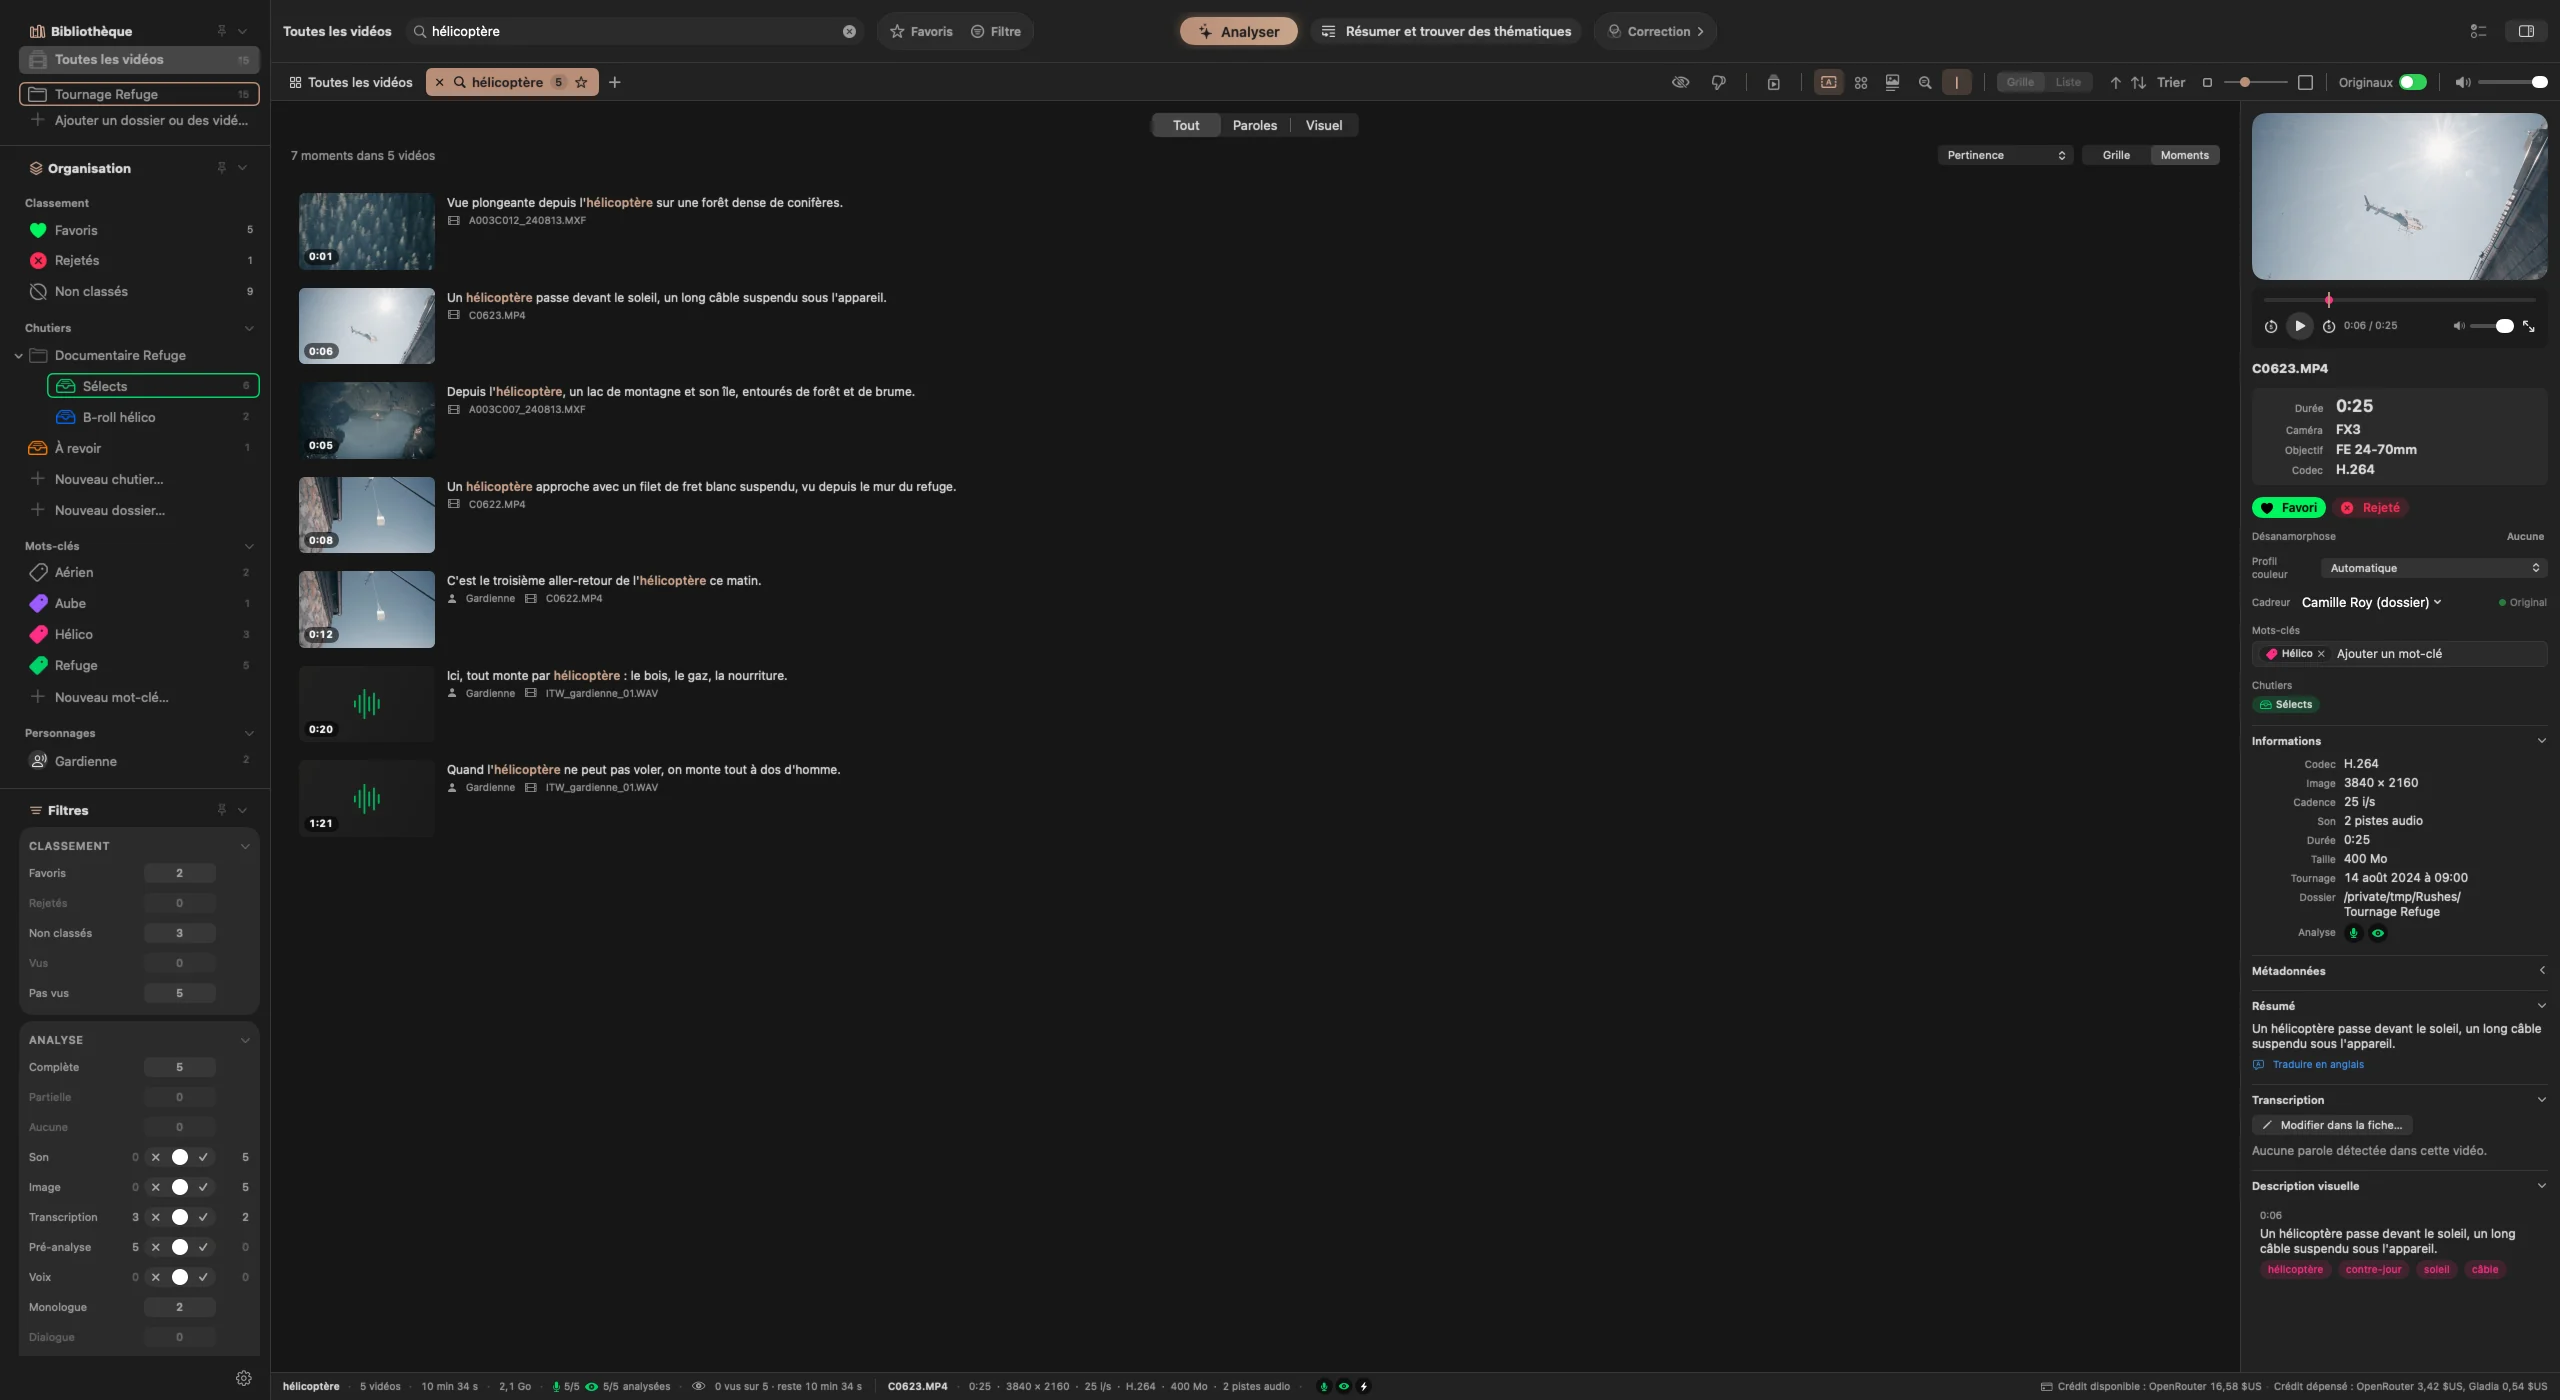 Bibliothèque
Toutes les vidéos 15
Tournage Refuge 15
Ajouter un dossier ou des vidé...
Organisation
Classement
Favoris 5
Rejetés 1
Non classés 9
Chutiers
Documentaire Refuge
Sélects 6
B-roll hélico 2
À revoir 1
Nouveau chutier...
Nouveau dossier...
Mots-clés
Aérien 2
Aube 1
Hélico 3
Refuge 5
Nouveau mot-clé...
Personnages
Gardienne 2
Filtres
CLASSEMENT
Favoris 2
Rejetés 0
Non classés 3
Vus 0
Pas vus 5
ANALYSE
Complète 5
Partielle 0
Aucune 0
Son 0 5
Image 0 5
Transcription 3 2
Pré-analyse 5 0
Voix 0 0
Monologue 2
Dialogue 0
Toutes les vidéos hélicoptère Favoris Filtre Analyser Résumer et trouver des thématiques Correction
Toutes les vidéos hélicoptère 5 Grille Liste Trier Originaux
Tout Paroles Visuel
7 moments dans 5 vidéos Pertinence Grille Moments
Vue plongeante depuis l'hélicoptère sur une forêt dense de conifères.
A003C012_240813.MXF
0:01
Un hélicoptère passe devant le soleil, un long câble suspendu sous l'appareil.
C0623.MP4
0:06
Depuis l'hélicoptère, un lac de montagne et son île, entourés de forêt et de brume.
A003C007_240813.MXF
0:05
Un hélicoptère approche avec un filet de fret blanc suspendu, vu depuis le mur du refuge.
C0622.MP4
0:08
C'est le troisième aller-retour de l'hélicoptère ce matin.
Gardienne C0622.MP4
0:12
Ici, tout monte par hélicoptère : le bois, le gaz, la nourriture.
Gardienne ITW_gardienne_01.WAV
0:20
Quand l'hélicoptère ne peut pas voler, on monte tout à dos d'homme.
Gardienne ITW_gardienne_01.WAV
1:21
0:06 / 0:25
C0623.MP4
Durée 0:25
Caméra FX3
Objectif FE 24-70mm
Codec H.264
Favori Rejeté
Désanamorphose Aucune
Profil couleur Automatique
Cadreur Camille Roy (dossier) Original
Mots-clés
Hélico Ajouter un mot-clé
Chutiers
Sélects
Informations
Codec H.264
Image 3840 × 2160
Cadence 25 i/s
Son 2 pistes audio
Durée 0:25
Taille 400 Mo
Tournage 14 août 2024 à 09:00
Dossier /private/tmp/Rushes/
Tournage Refuge
Analyse
Métadonnées
Résumé
Un hélicoptère passe devant le soleil, un long câble
suspendu sous l'appareil.
Traduire en anglais
Transcription
Modifier dans la fiche...
Aucune parole détectée dans cette vidéo.
Description visuelle
0:06
Un hélicoptère passe devant le soleil, un long
câble suspendu sous l'appareil.
hélicoptère contre-jour soleil câble
hélicoptère · 5 vidéos · 10 min 34 s · 2,1 Go · 5/5 5/5 analysées · 0 vus sur 5 · reste 10 min 34 s C0623.MP4 · 0:25 · 3840 × 2160 · 25 i/s · H.264 · 400 Mo · 2 pistes audio · Crédit disponible : OpenRouter 16,58 $US · Crédit dépensé : OpenRouter 3,42 $US, Gladia 0,54 $US